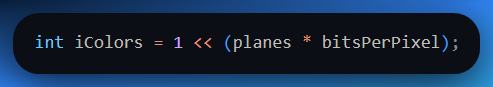 int iColors = 1 << (planes * bitsPerPixel);